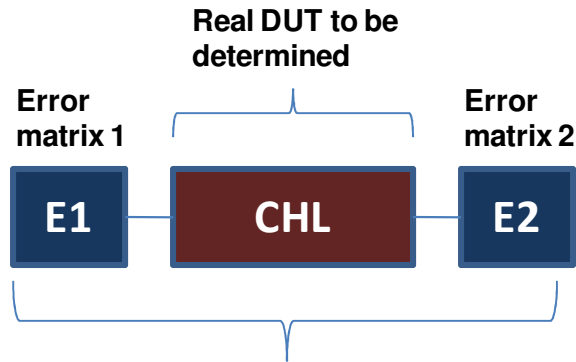 Real DUT to be
determined
Error
matrix 1
Error
matrix 2
E1
CHL
E2